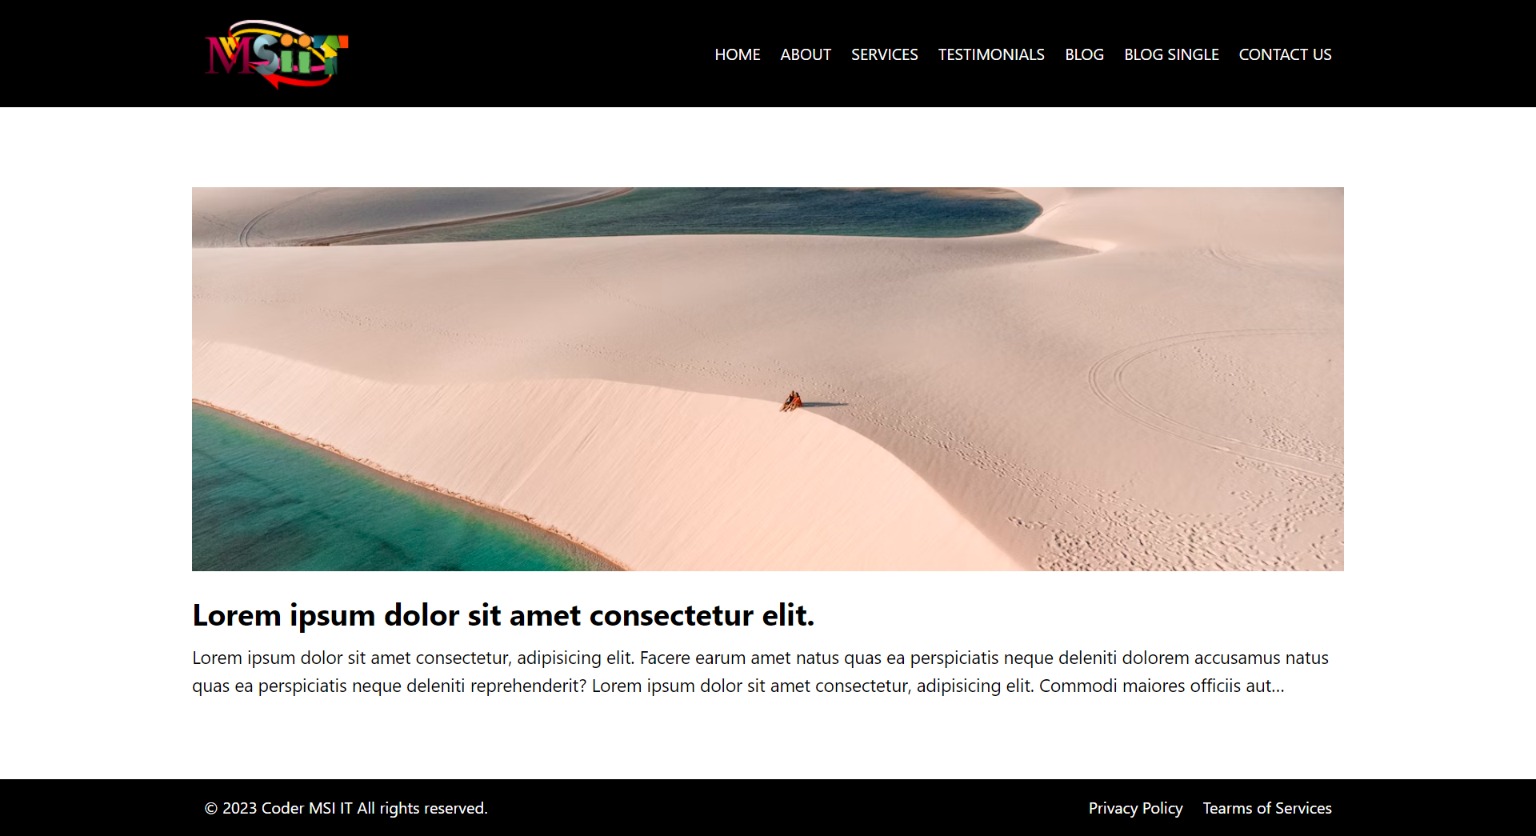 MSiiT
HOME ABOUT SERVICES TESTIMONIALS BLOG BLOG SINGLE CONTACT US
Lorem ipsum dolor sit amet consectetur elit.
Lorem ipsum dolor sit amet consectetur, adipisicing elit. Facere earum amet natus quas ea perspiciatis neque deleniti dolorem accusamus natus
quas ea perspiciatis neque deleniti reprehenderit? Lorem ipsum dolor sit amet consectetur, adipisicing elit. Commodi maiores officiis aut...
© 2023 Coder MSI IT All rights reserved.
Privacy Policy Tearms of Services